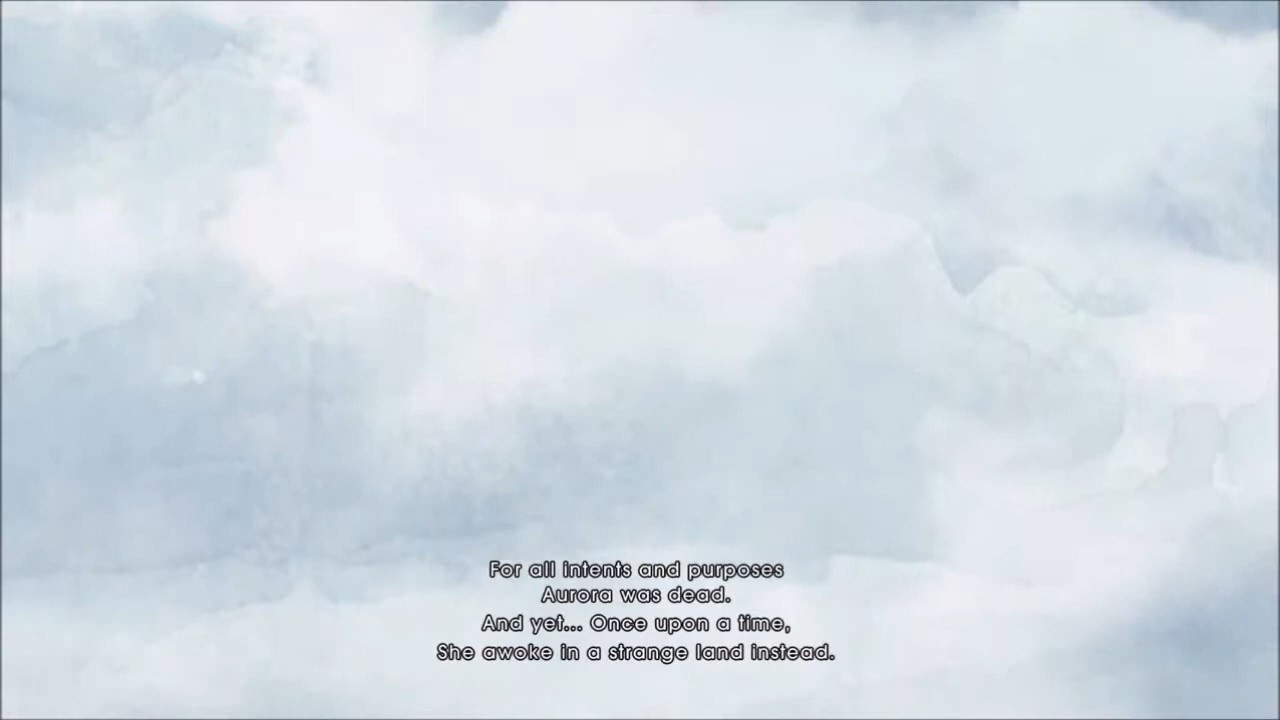 For all intents and purposes
Aurora was dead.
And yet... Once upon a time,
She awoke in a strange land instead.